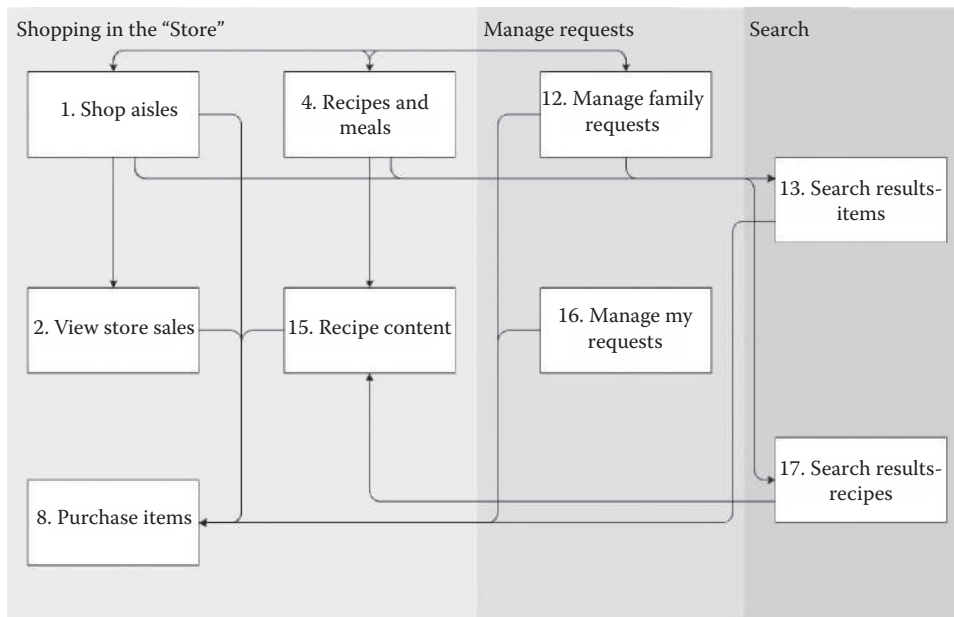 Shopping in the “Store”
Manage requests
Search
1. Shop aisles
4. Recipes and
meals
12. Manage family
requests
13. Search results-
items
2. View store sales
15. Recipe content
16. Manage my
requests
17. Search results-
recipes
8. Purchase items